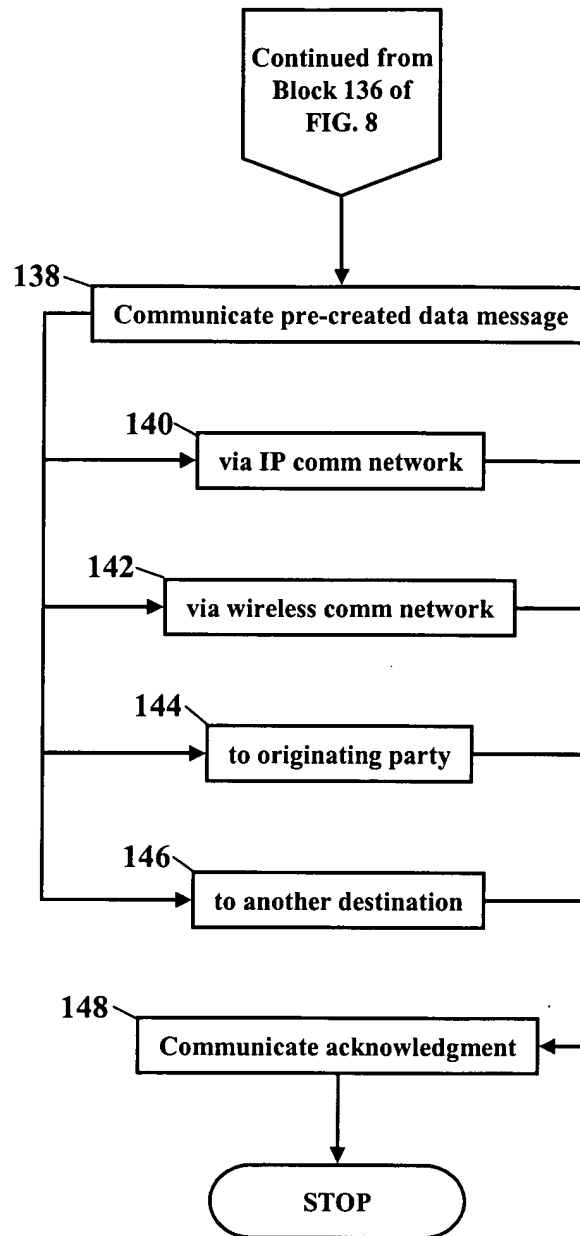 Continued from
Block 136 of
FIG. 8
138
Communicate pre-created data message
140
via IP comm network
142
via wireless comm network
144
to originating party
146
to another destination
148
Communicate acknowledgment
STOP